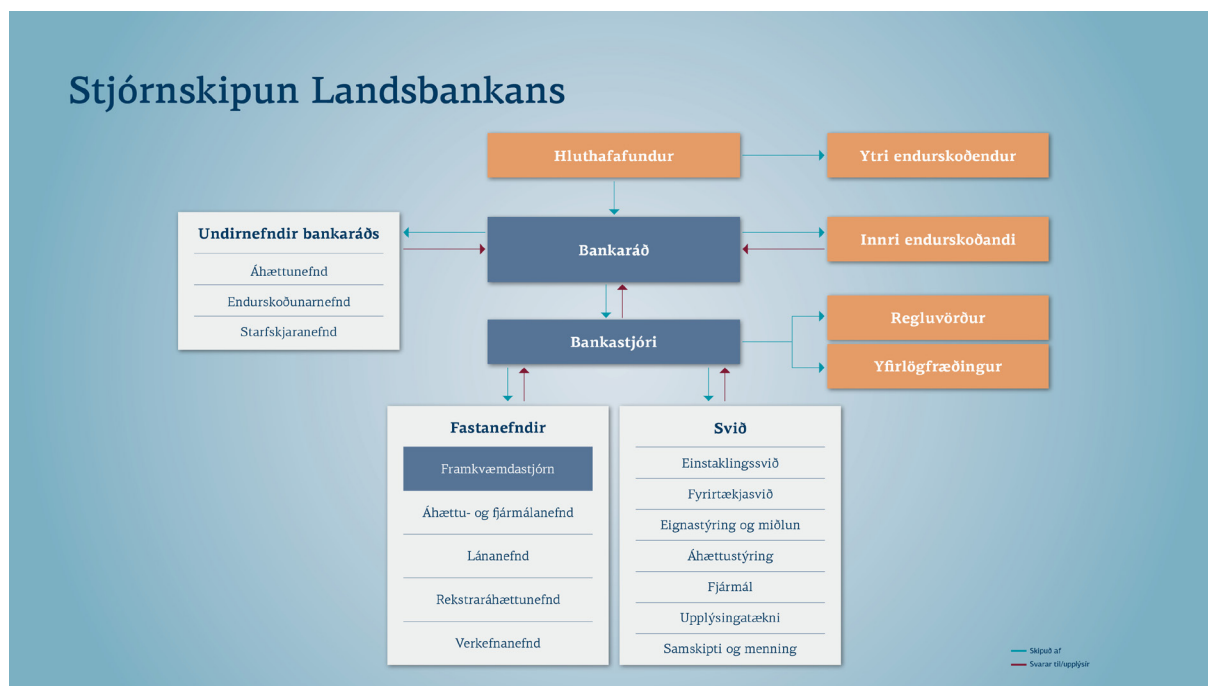 Stjórnskipun Landsbankans
Hluthafafundur
Ytri endurskoðendur
Undirnefndir bankaráðs
Áhættunefnd
Endurskoðunarnefnd
Starfskjaranefnd
Bankaráð
Innri endurskoðandi
Bankastjóri
Regluvörður
Yfirlögfræðingur
Fastanefndir
Framkvæmdastjórn
Áhættu- og fjármálanefnd
Lánanefnd
Rekstraráhættunefnd
Verkefnanefnd
Svið
Einstaklingssvið
Fyrirtækjasvið
Eignastýring og miðlun
Áhættustýring
Fjármál
Upplýsingatækni
Samskipti og menning
Skipuð af
Svarar til/upplýsir